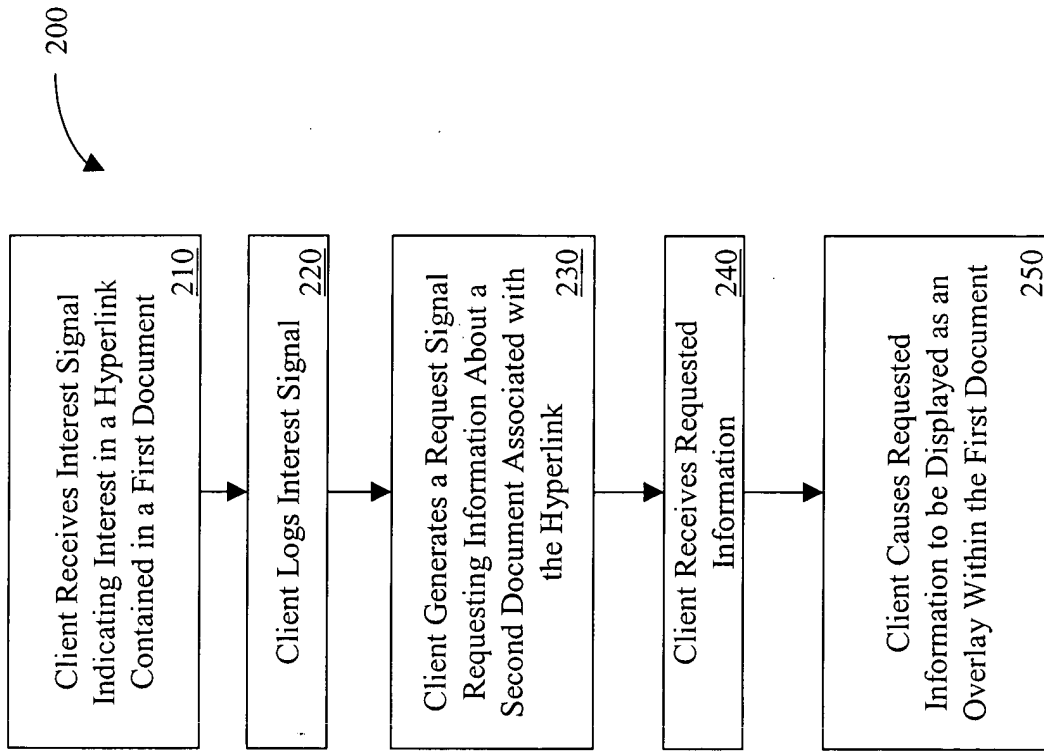 200
Client Receives Interest Signal
Indicating Interest in a Hyperlink
Contained in a First Document
210
Client Logs Interest Signal
220
Client Generates a Request Signal
Requesting Information About a
Second Document Associated with
the Hyperlink
230
Client Receives Requested
Information
240
Client Causes Requested
Information to be Displayed as an
Overlay Within the First Document
250